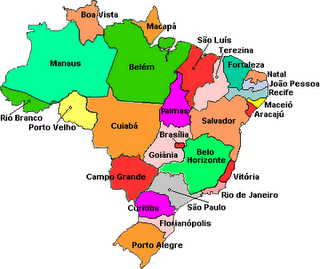 Boa Vista
Macapá
São Luís
Terezina
Fortaleza
Manaus
Belém
Natal
João Pessoa
Recife
Maceió
Aracajú
Rio Branco
Porto Velho
Palmas
Cuiabá
Salvador
Brasília
Goiânia
Belo
Horizonte
Campo Grande
Vitória
Rio de Janeiro
São Paulo
Curitiba
Florianópolis
Porto Alegre